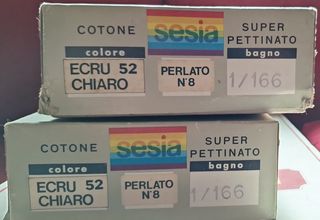 COTONE sesia SUPER PETTINATO
colore bagno
ECRU 52 CHIARO PERLATO N°8 1/166
COTONE sesia SUPER PETTINATO
colore bagno
ECRU 52 CHIARO PERLATO N°8 1/166